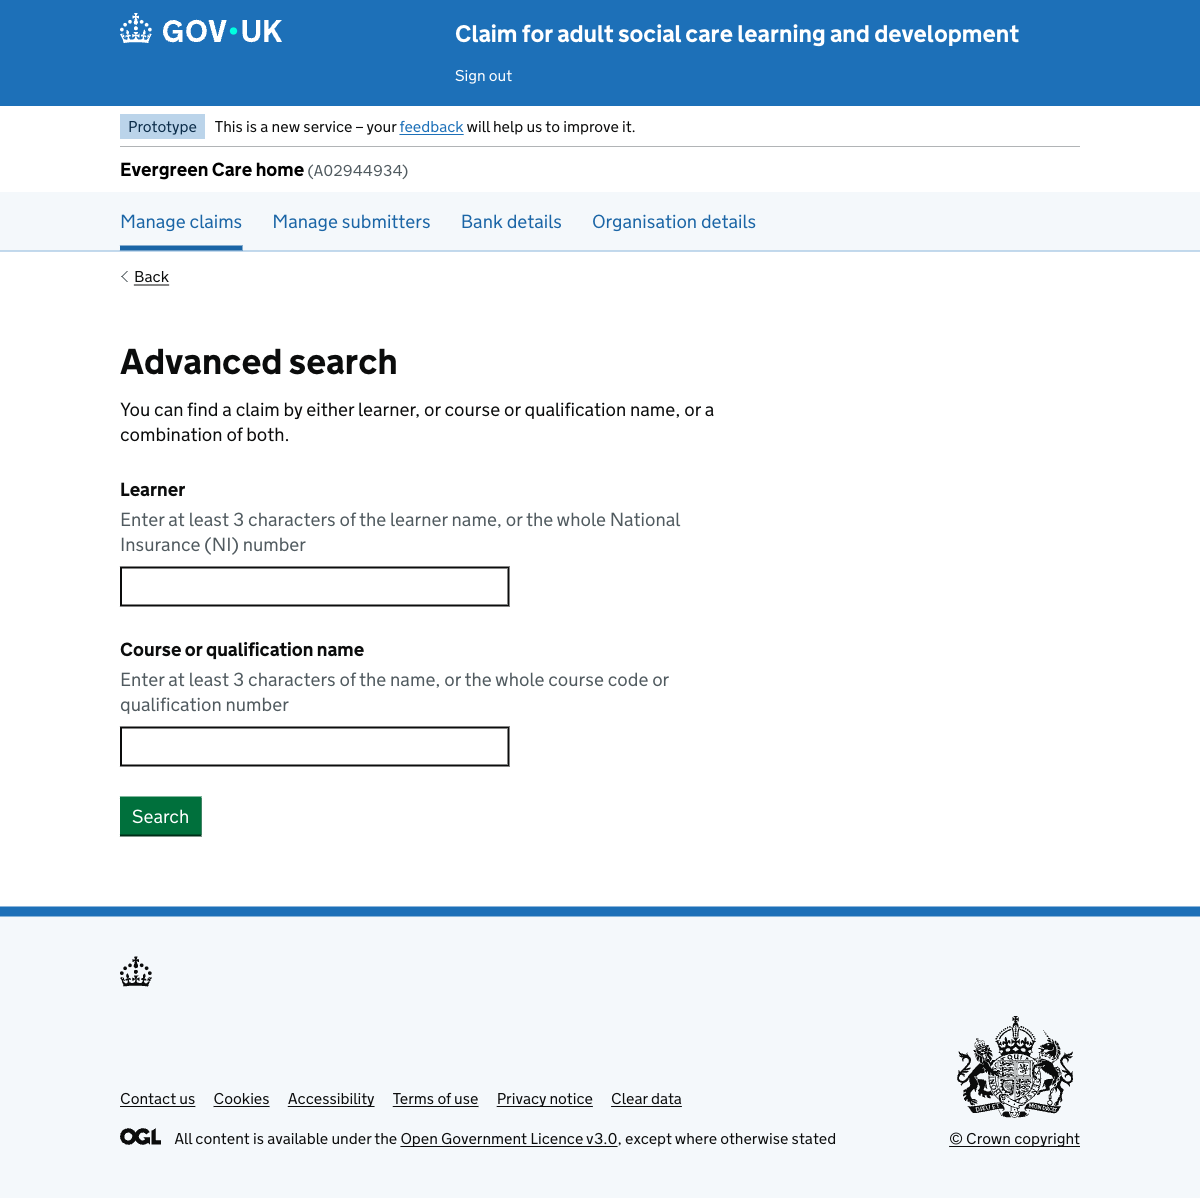 GOV•UK
Claim for adult social care learning and development
Sign out
Prototype This is a new service – your feedback will help us to improve it.
Evergreen Care home (A02944934)
Manage claims Manage submitters Bank details Organisation details
Back
Advanced search
You can find a claim by either learner, or course or qualification name, or a
combination of both.
Learner
Enter at least 3 characters of the learner name, or the whole National
Insurance (NI) number
Course or qualification name
Enter at least 3 characters of the name, or the whole course code or
qualification number
Search
Contact us Cookies Accessibility Terms of use Privacy notice Clear data
OGL All content is available under the Open Government Licence v3.0, except where otherwise stated
© Crown copyright